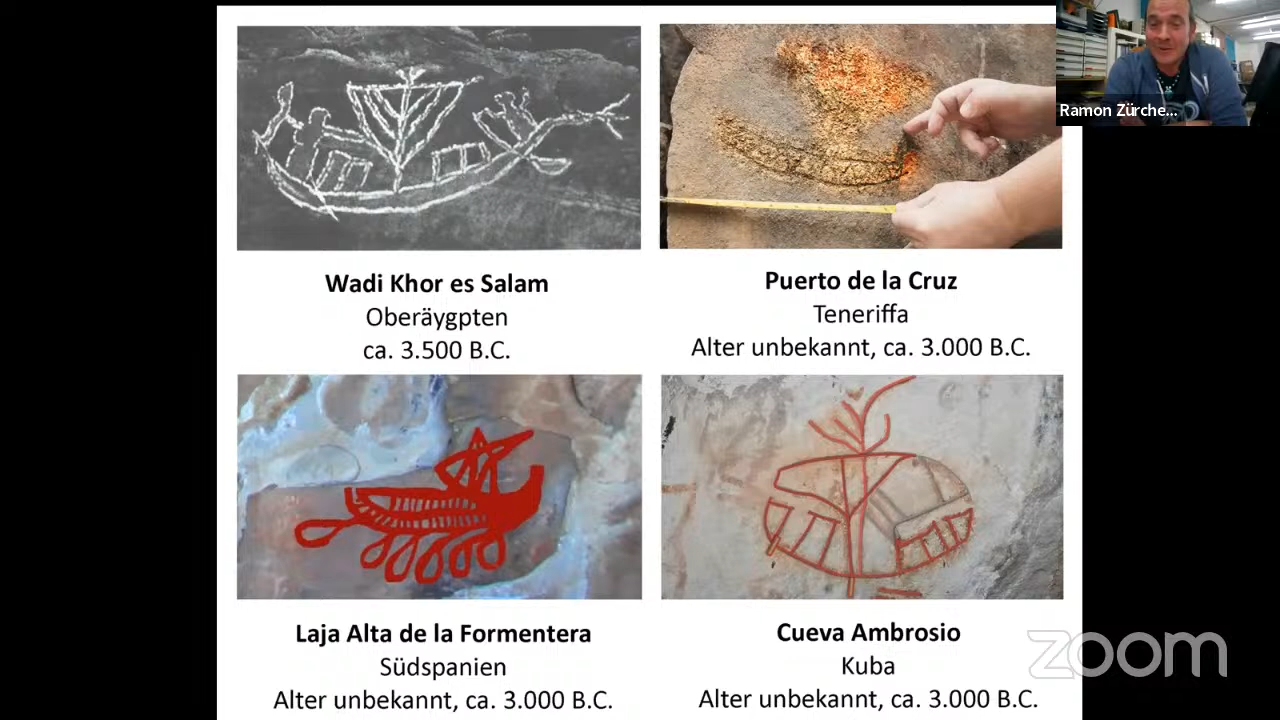 Ramon Zürche...
Wadi Khor es Salam
Oberäygpten
ca. 3.500 B.C.
Puerto de la Cruz
Teneriffa
Alter unbekannt, ca. 3.000 B.C.
Laja Alta de la Formentera
Südspanien
Alter unbekannt, ca. 3.000 B.C.
Cueva Ambrosio
Kuba
Alter unbekannt, ca. 3.000 B.C.
zoom